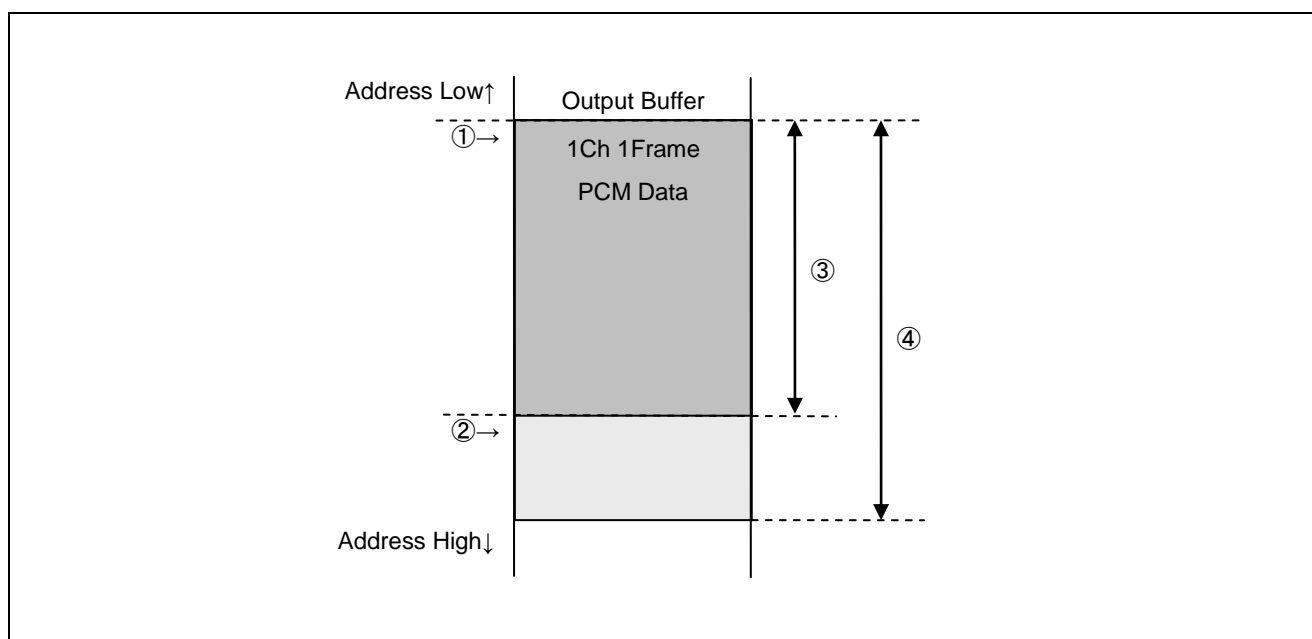 Address Low↑
Output Buffer
①→
1Ch 1Frame
PCM Data
③
④
②→
Address High↓